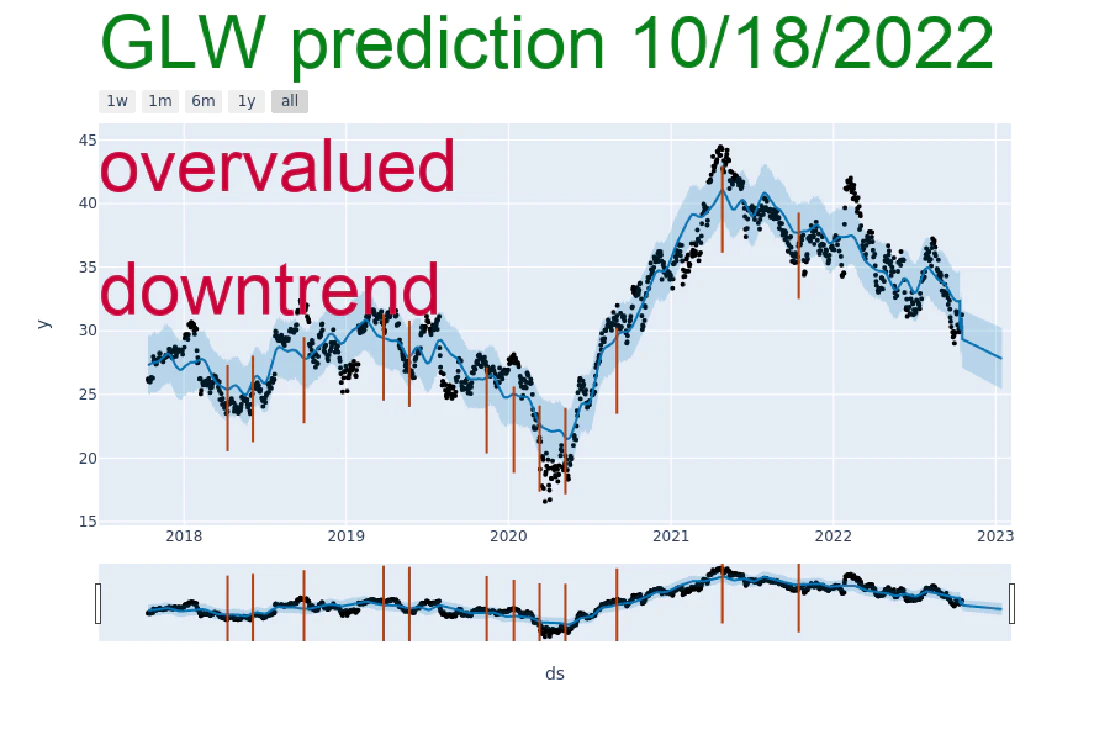 GLW prediction 10/18/2022
1w 1m 6m 1y all
45
overvalued
40
35
downtrend
y
30
25
20
15
2018 2019 2020 2021 2022 2023
ds